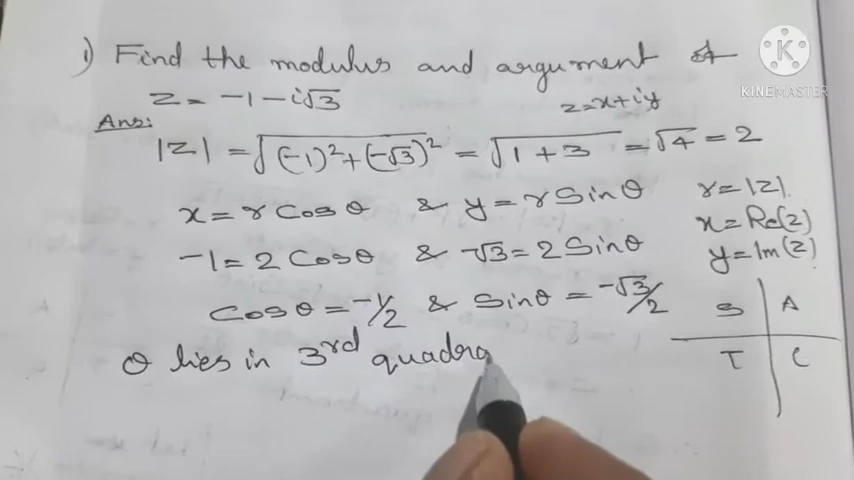 1) Find the modulus and argument of
z = -1 - i√3
z=x+iy
Ans:
|z| = √(-1)²+(-√3)² = √1+3 = √4 = 2
x = r Cos θ & y = r Sin θ
r=|z|
x=Re(z)
-1 = 2 Cos θ & -√3 = 2 Sin θ
y=Im(z)
Cos θ = -1/2 & Sin θ = -√3/2
S A
T C
θ lies in 3rd quadra
K
KINEMASTER